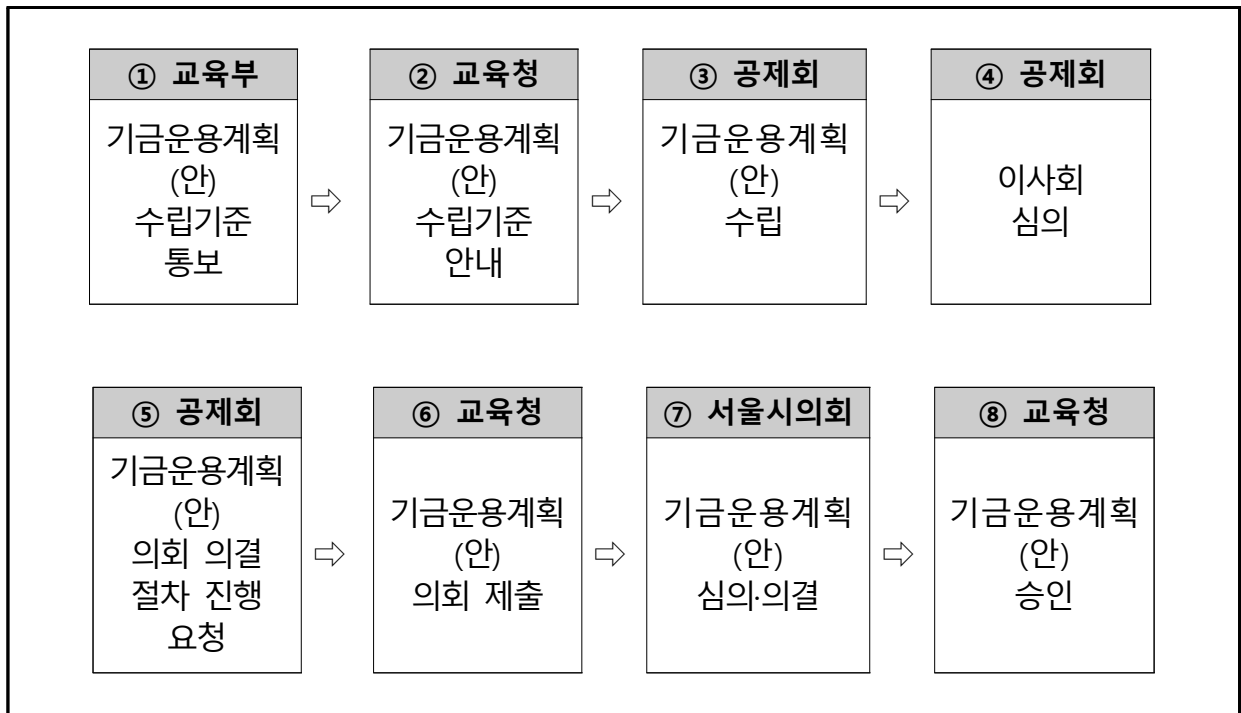 ① 교육부
기금운용계획
(안)
수립기준
통보
⇨
② 교육청
기금운용계획
(안)
수립기준
안내
⇨
③ 공제회
기금운용계획
(안)
수립
⇨
④ 공제회
이사회
심의
⑤ 공제회
기금운용계획
(안)
의회 의결
절차 진행
요청
⇨
⑥ 교육청
기금운용계획
(안)
의회 제출
⇨
⑦ 서울시의회
기금운용계획
(안)
심의·의결
⇨
⑧ 교육청
기금운용계획
(안)
승인